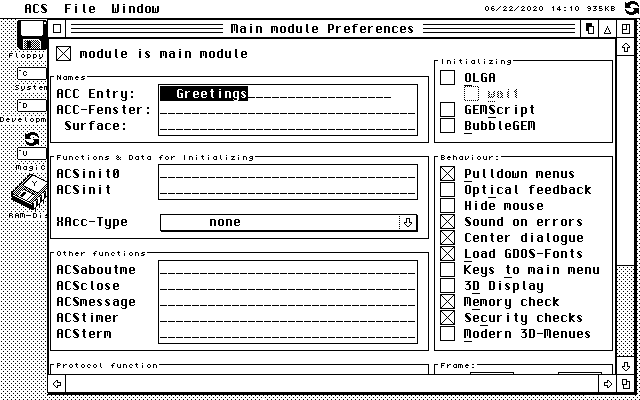 ACS File Window 06/22/2020 14:10 935KB
Main module Preferences
Floppy
C
System
D
Developm
U
Magic
RAM-Dis
module is main module
Names
ACC Entry: Greetings
ACC-Fenster:
Surface:
Initializing
OLGA
wait
GEMScript
BubbleGEM
Functions & Data for Initializing
ACSinit0
ACSinit
XAcc-Type none
Other functions
ACSaboutme
ACSclose
ACSmessage
ACStimer
ACSterm
Behaviour:
Pulldown menus
Optical feedback
Hide mouse
Sound on errors
Center dialogue
Load GDOS-Fonts
Keys to main menu
3D Display
Memory check
Security checks
Modern 3D-Menues
Protocol function
Frame: